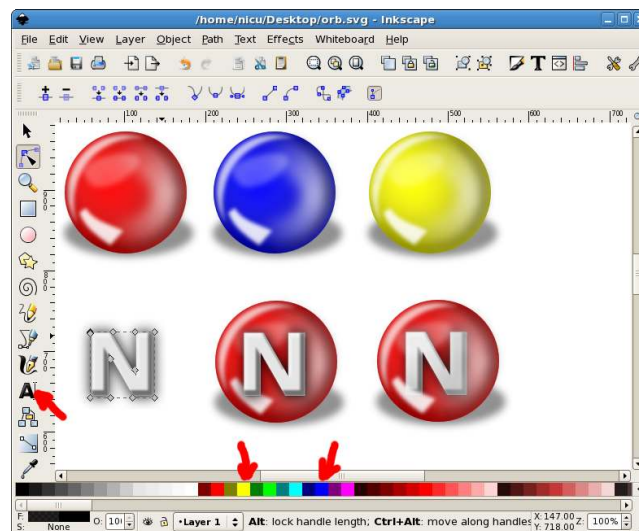 /home/nicu/Desktop/orb.svg - Inkscape
File Edit View Layer Object Path Text Effects Whiteboard Help
100 200 300 400 500 600 700
N N N
F: S: None O: 10 •Layer 1 Alt: lock handle length; Ctrl+Alt: move along handles X: 147.00 Y: 718.00 Z: 100%